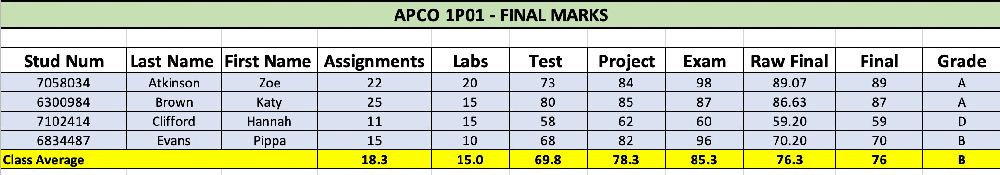 APCO 1P01 - FINAL MARKS
Stud Num Last Name First Name Assignments Labs Test Project Exam Raw Final Final Grade
7058034 Atkinson Zoe 22 20 73 84 98 89.07 89 A
6300984 Brown Katy 25 15 80 85 87 86.63 87 A
7102414 Clifford Hannah 11 15 58 62 60 59.20 59 D
6834487 Evans Pippa 15 10 68 82 96 70.20 70 B
Class Average 18.3 15.0 69.8 78.3 85.3 76.3 76 B